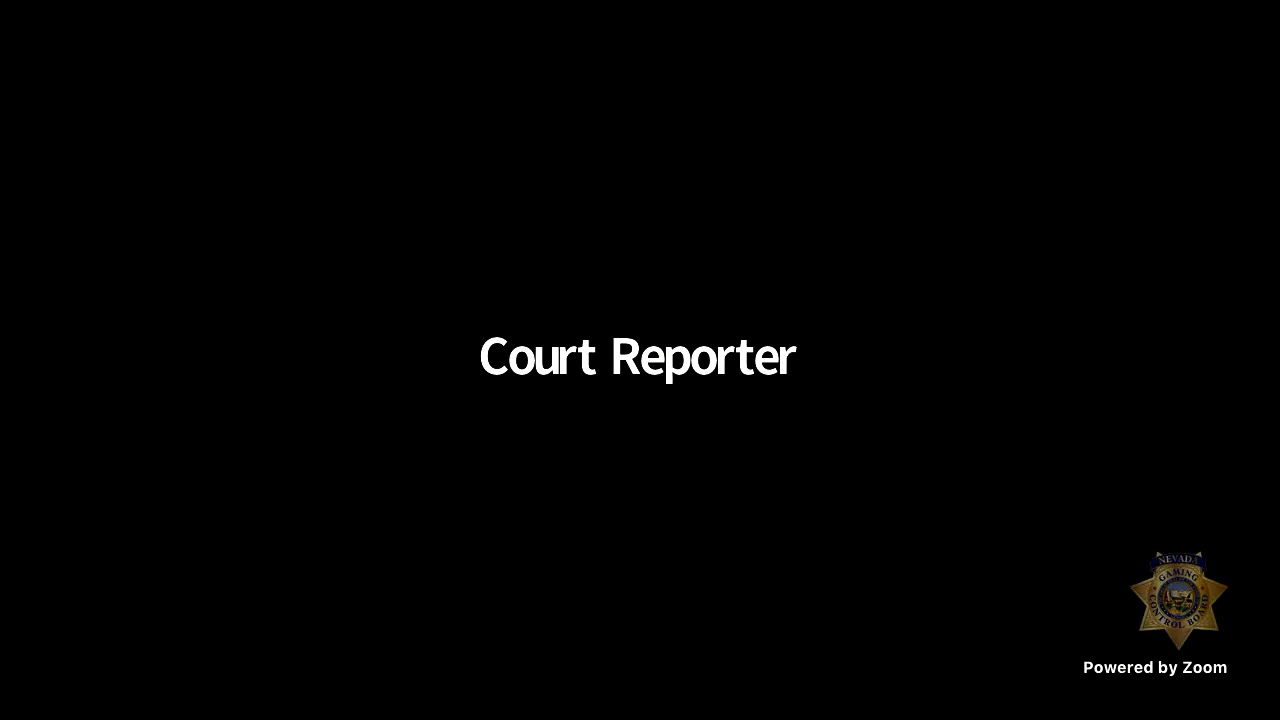 Court Reporter
NEVADA
GAMING
CONTROL BOARD
Powered by Zoom